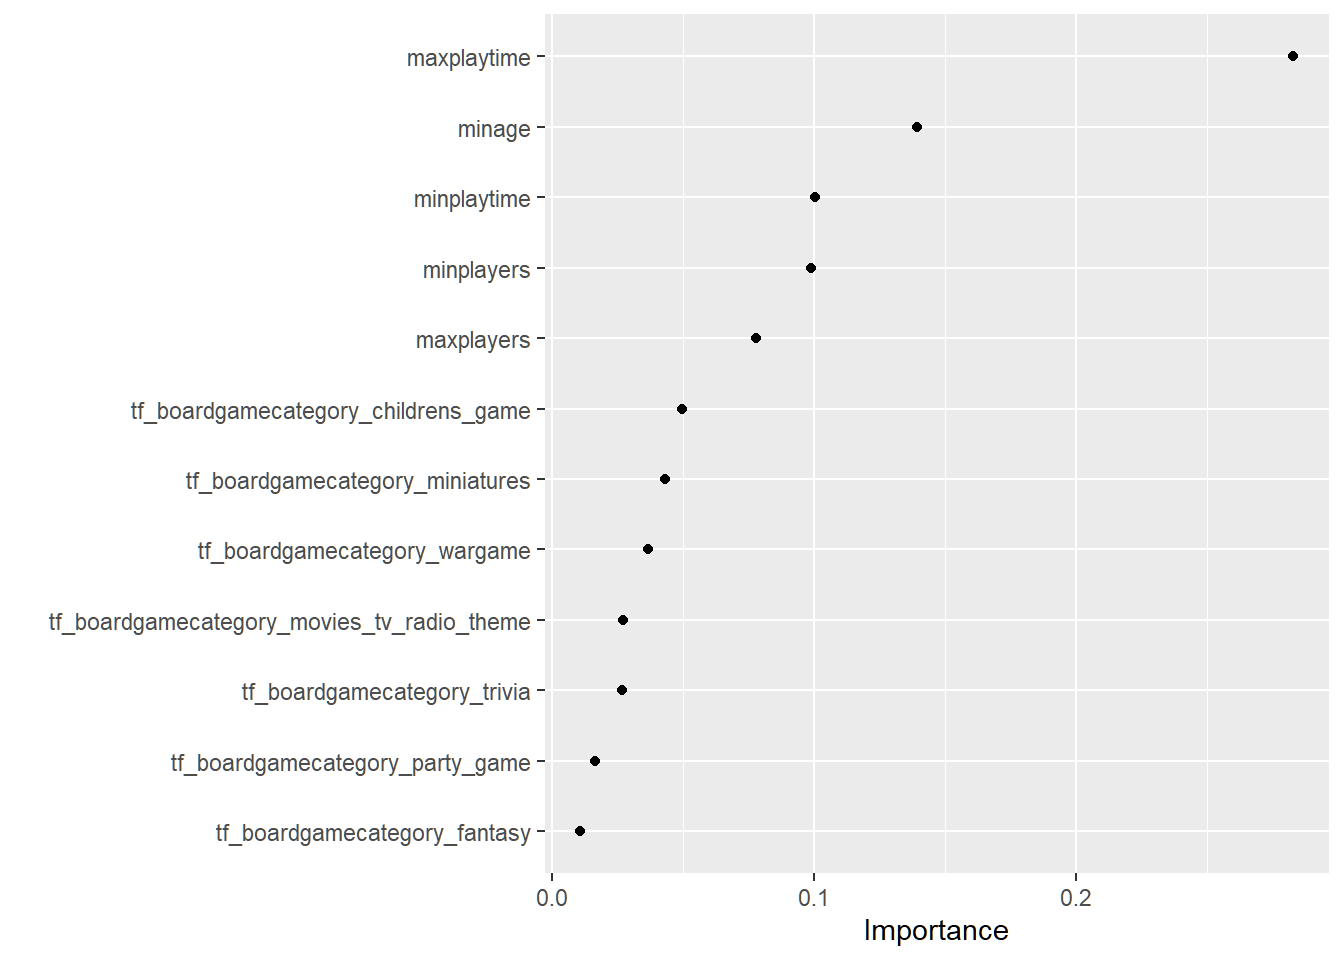 maxplaytime
minage
minplaytime
minplayers
maxplayers
tf_boardgamecategory_childrens_game
tf_boardgamecategory_miniatures
tf_boardgamecategory_wargame
tf_boardgamecategory_movies_tv_radio_theme
tf_boardgamecategory_trivia
tf_boardgamecategory_party_game
tf_boardgamecategory_fantasy
0.0 0.1 0.2
Importance